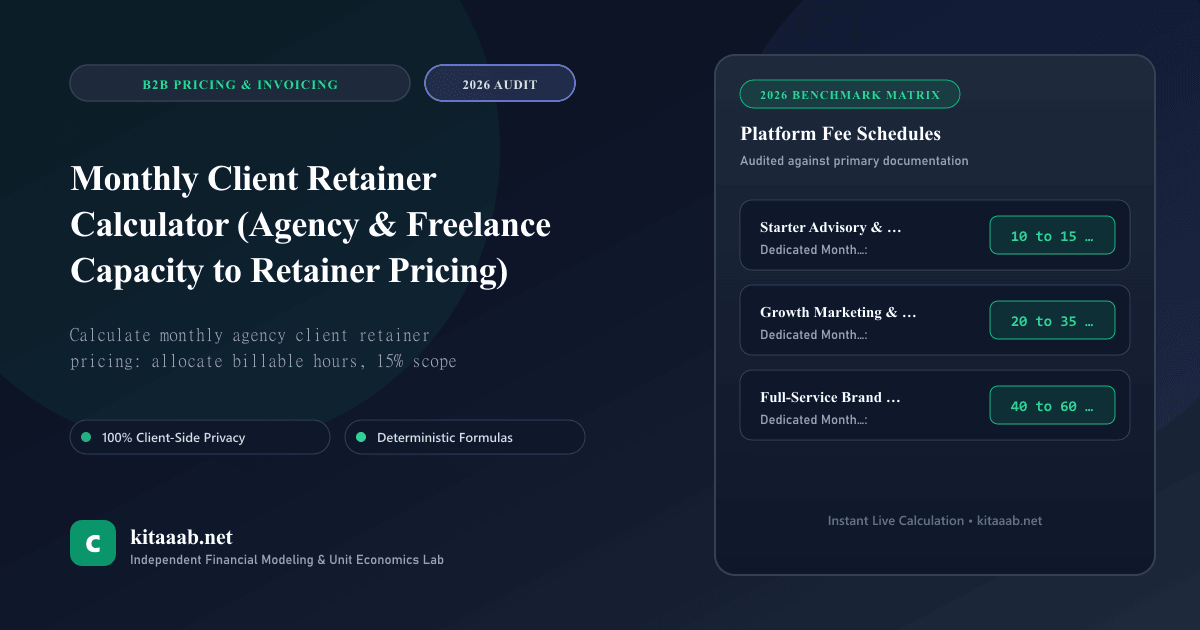 B2B PRICING & INVOICING
2026 AUDIT
Monthly Client Retainer
Calculator (Agency & Freelance
Capacity to Retainer Pricing)
Calculate monthly agency client retainer
pricing: allocate billable hours, 15% scope
100% Client-Side Privacy
Deterministic Formulas
C
kitaaab.net
Independent Financial Modeling & Unit Economics Lab
2026 BENCHMARK MATRIX
Platform Fee Schedules
Audited against primary documentation
Starter Advisory & …
Dedicated Month…:
10 to 15 …
Growth Marketing & …
Dedicated Month…:
20 to 35 …
Full-Service Brand …
Dedicated Month…:
40 to 60 …
Instant Live Calculation • kitaaab.net